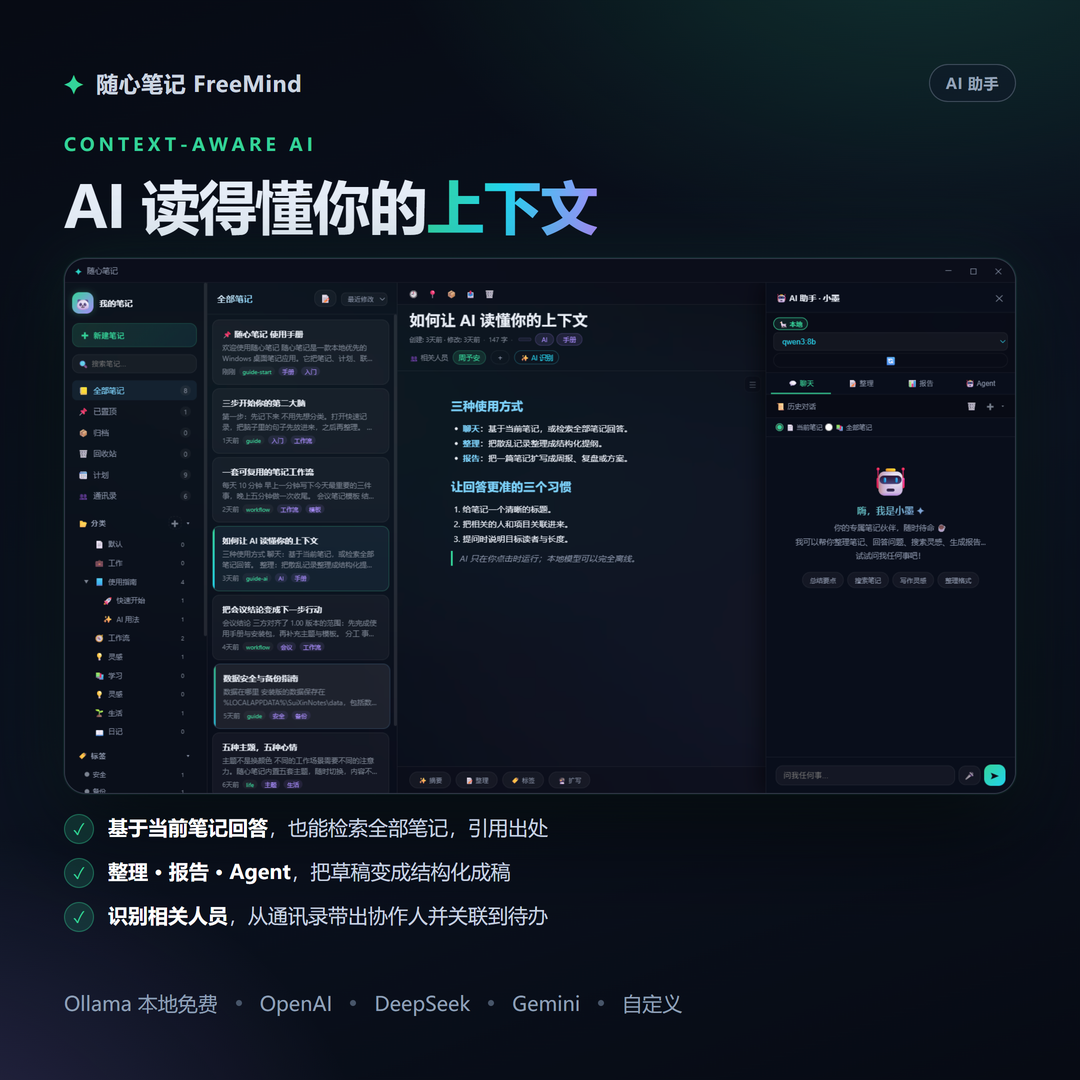 随心笔记 FreeMind
AI 助手
CONTEXT-AWARE AI
AI 读得懂你的上下文
随心笔记
我的笔记
新建笔记
搜索笔记...
全部笔记 8
已置顶 1
归档 0
回收站 0
计划 9
通讯录 6
分类
默认 0
工作 0
使用指南 4
快速开始 1
AI 用法 1
工作流 2
灵感 1
学习 0
灵感 0
生活 1
日记 0
标签
安全 1
备份 1
全部笔记
最近修改
随心笔记 使用手册
欢迎使用随心笔记 随心笔记是一款本地优先的
Windows 桌面笔记应用。它把笔记、计划、联...
刚刚 guide-start 手册 入门
三步开始你的第二大脑
第一步：先记下来 不用先想分类。打开快速记
录，把脑子里的句子先放进来，之后再整理。 ...
1天前 guide 入门 工作流
一套可复用的笔记工作流
每天 10 分钟 早上一分钟写下今天最重要的三件
事，晚上五分钟做一次收尾。 会议笔记模板 结...
2天前 workflow 工作流 模板
如何让 AI 读懂你的上下文
三种使用方式 聊天：基于当前笔记，或检索全部
笔记回答。 整理：把散乱记录整理成结构化提...
3天前 guide-ai AI 手册
把会议结论变成下一步行动
会议结论 三方对齐了 1.00 版本的范围：先完成使
用手册与安装包，再补充主题与模板。 分工 事...
4天前 workflow 会议 工作流
数据安全与备份指南
数据在哪里 安装版的数据保存在
%LOCALAPPDATA%\SuiXinNotes\data，包括数...
5天前 guide 安全 备份
五种主题，五种心情
主题不是换颜色 不同的工作场景需要不同的注意
力。随心笔记内置五套主题，随时切换，内容不...
6天前 life 主题 生活
如何让 AI 读懂你的上下文
创建: 3天前 · 修改: 3天前 147 字 AI 手册
相关人员 周予安 + AI 识别
三种使用方式
• 聊天：基于当前笔记，或检索全部笔记回答。
• 整理：把散乱记录整理成结构化提纲。
• 报告：把一篇笔记扩写成周报、复盘或方案。
让回答更准的三个习惯
1. 给笔记一个清晰的标题。
2. 把相关的人和项目关联进来。
3. 提问时说明目标读者与长度。
AI 只在你点击时运行；本地模型可以完全离线。
摘要 整理 标签 扩写
AI 助手 · 小墨
本地
qwen3:8b
聊天 整理 报告 Agent
历史对话
当前笔记 全部笔记
嗨，我是小墨
你的专属笔记伙伴，随时待命
我可以帮你整理笔记、回答问题、搜索灵感、生成报告...
试试问我任何事吧！
总结要点 搜索笔记 写作灵感 整理格式
问我任何事...
基于当前笔记回答，也能检索全部笔记，引用出处
整理 • 报告 • Agent，把草稿变成结构化成稿
识别相关人员，从通讯录带出协作人并关联到待办
Ollama 本地免费 • OpenAI • DeepSeek • Gemini • 自定义